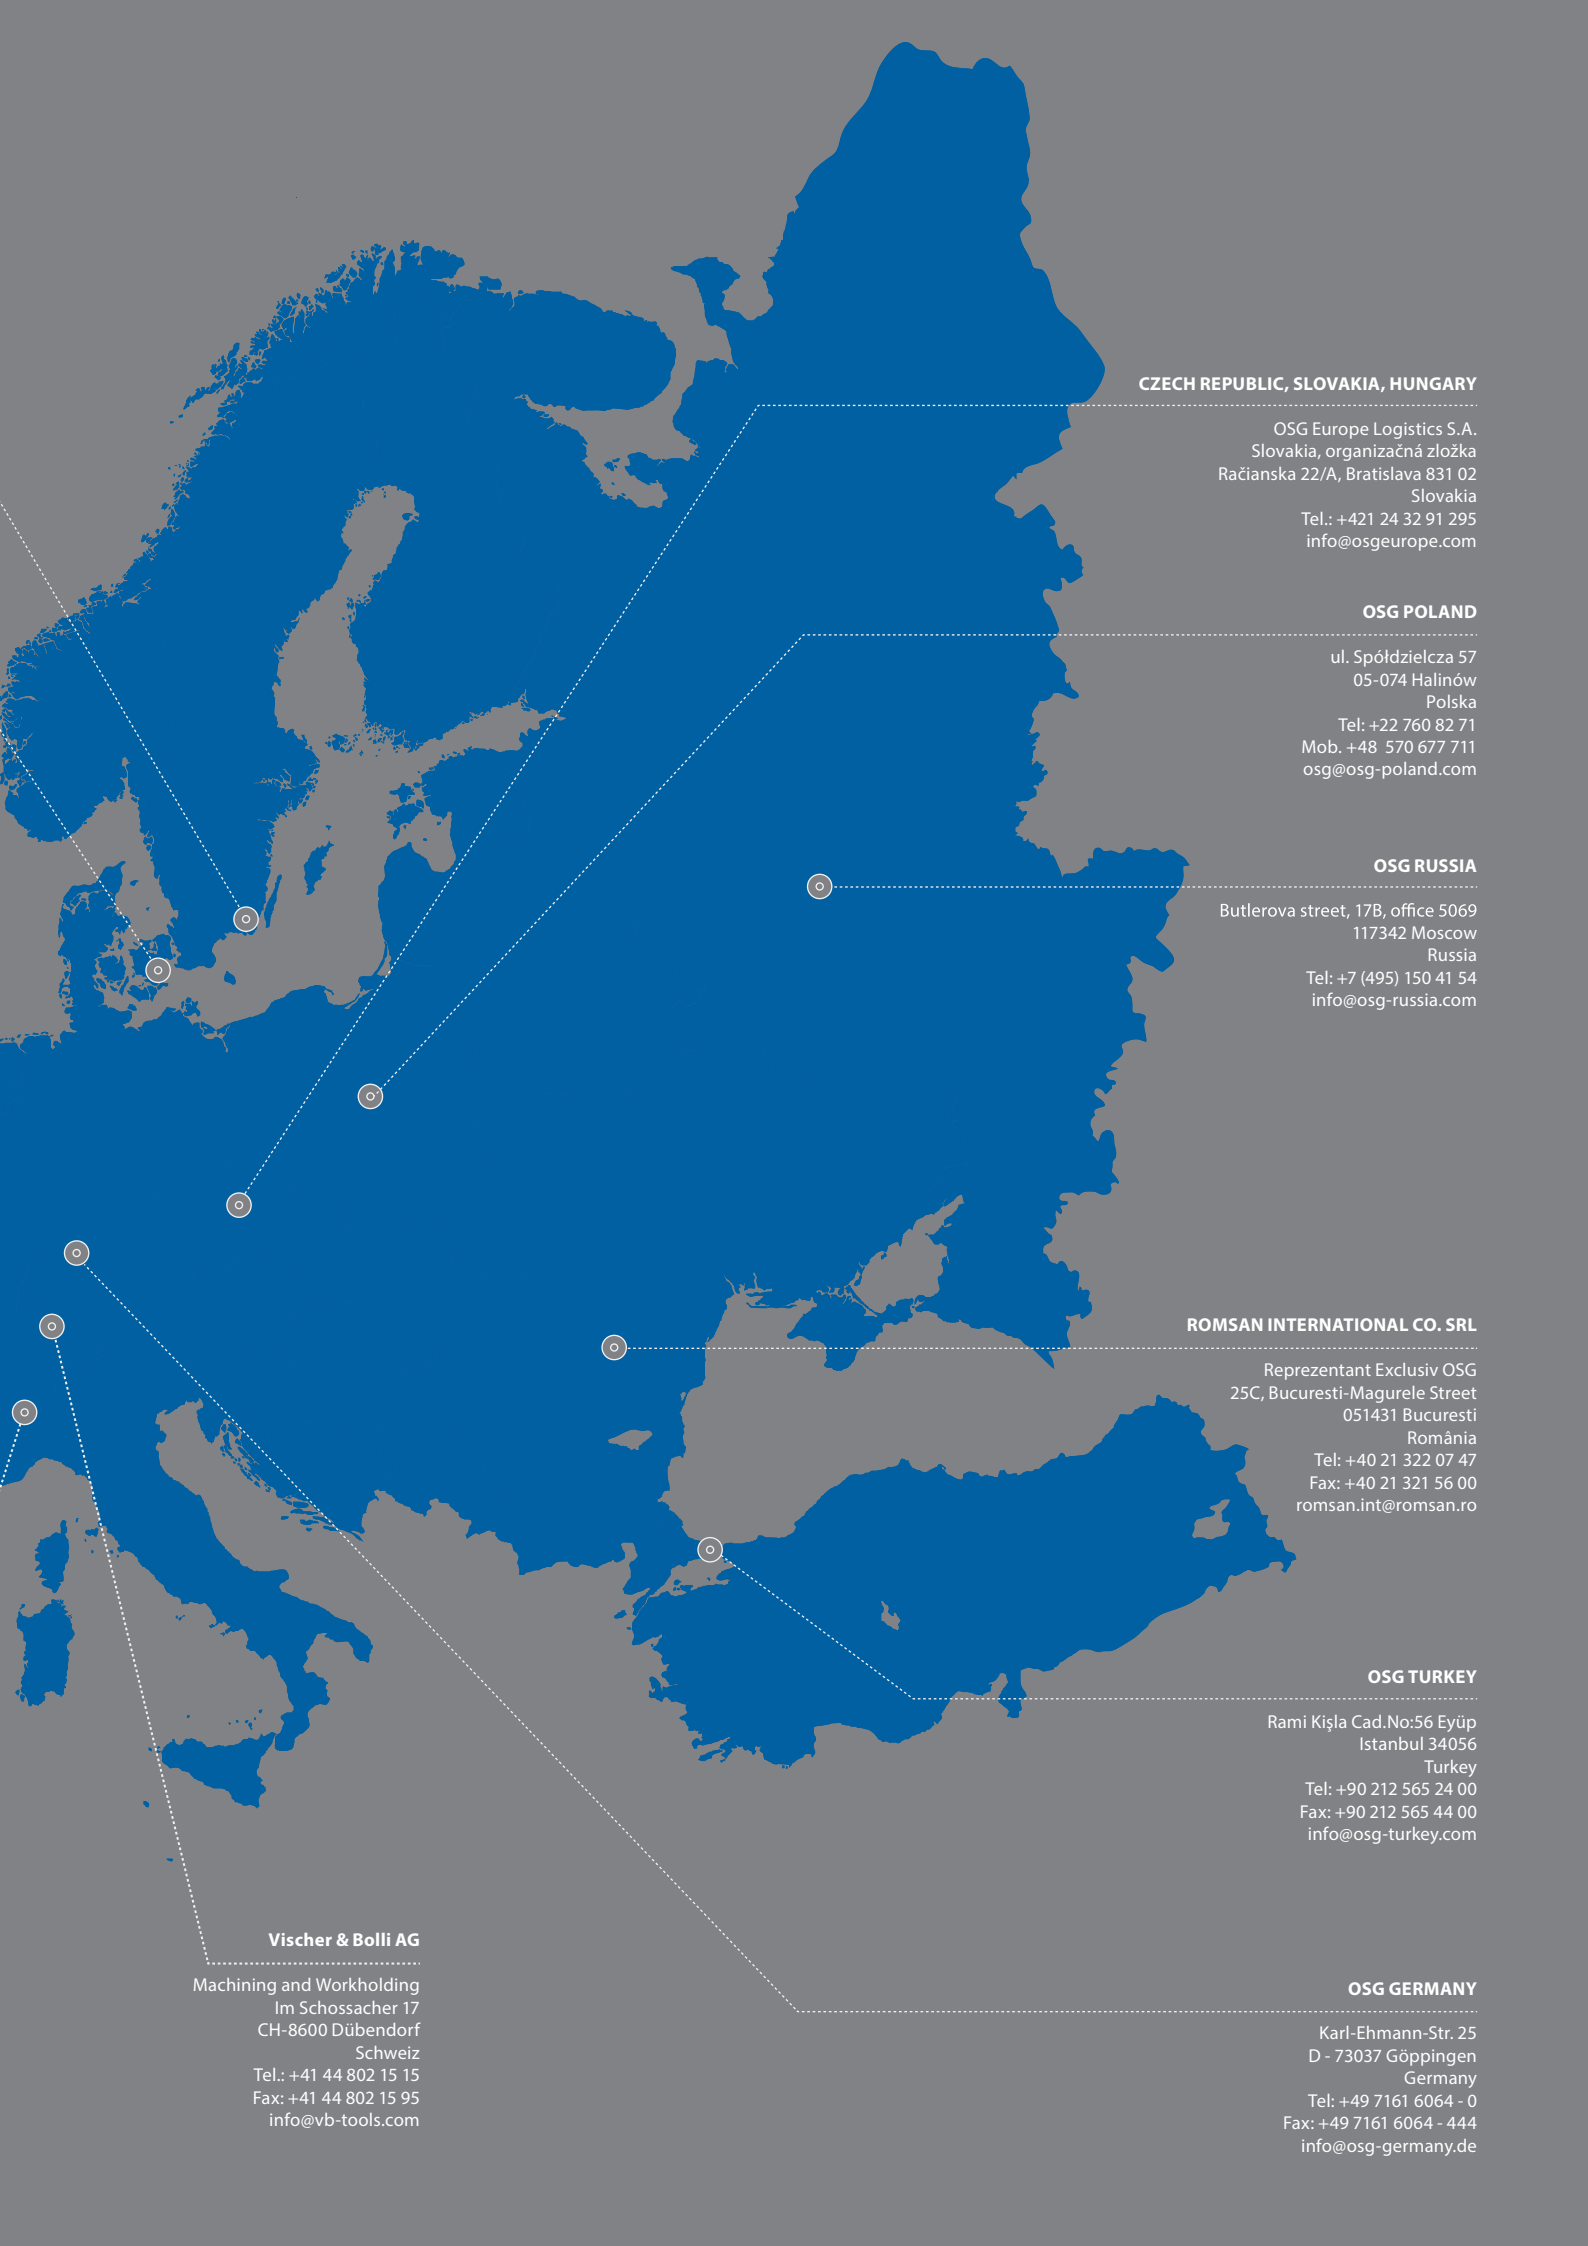 CZECH REPUBLIC, SLOVAKIA, HUNGARY
OSG Europe Logistics S.A.
Slovakia, organizačná zložka
Račianska 22/A, Bratislava 831 02
Slovakia
Tel.: +421 24 32 91 295
info@osgeurope.com
OSG POLAND
ul. Spółdzielcza 57
05-074 Halinów
Polska
Tel: +22 760 82 71
Mob. +48 570 677 711
osg@osg-poland.com
OSG RUSSIA
Butlerova street, 17B, office 5069
117342 Moscow
Russia
Tel: +7 (495) 150 41 54
info@osg-russia.com
ROMSAN INTERNATIONAL CO. SRL
Reprezentant Exclusiv OSG
25C, Bucuresti-Magurele Street
051431 Bucuresti
România
Tel: +40 21 322 07 47
Fax: +40 21 321 56 00
romsan.int@romsan.ro
OSG TURKEY
Rami Kışla Cad.No:56 Eyüp
Istanbul 34056
Turkey
Tel: +90 212 565 24 00
Fax: +90 212 565 44 00
info@osg-turkey.com
Vischer & Bolli AG
Machining and Workholding
Im Schossacher 17
CH-8600 Dübendorf
Schweiz
Tel.: +41 44 802 15 15
Fax: +41 44 802 15 95
info@vb-tools.com
OSG GERMANY
Karl-Ehmann-Str. 25
D - 73037 Göppingen
Germany
Tel: +49 7161 6064 - 0
Fax: +49 7161 6064 - 444
info@osg-germany.de